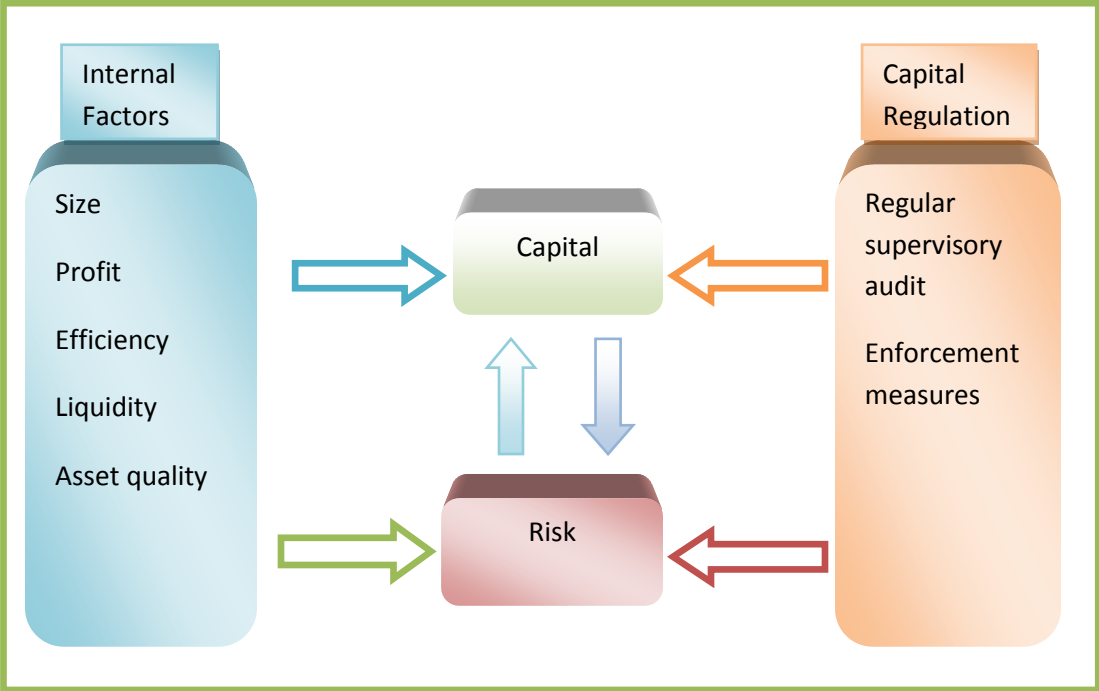 Internal
Factors
Size
Profit
Efficiency
Liquidity
Asset quality
Capital
Risk
Capital
Regulation
Regular
supervisory
audit
Enforcement
measures